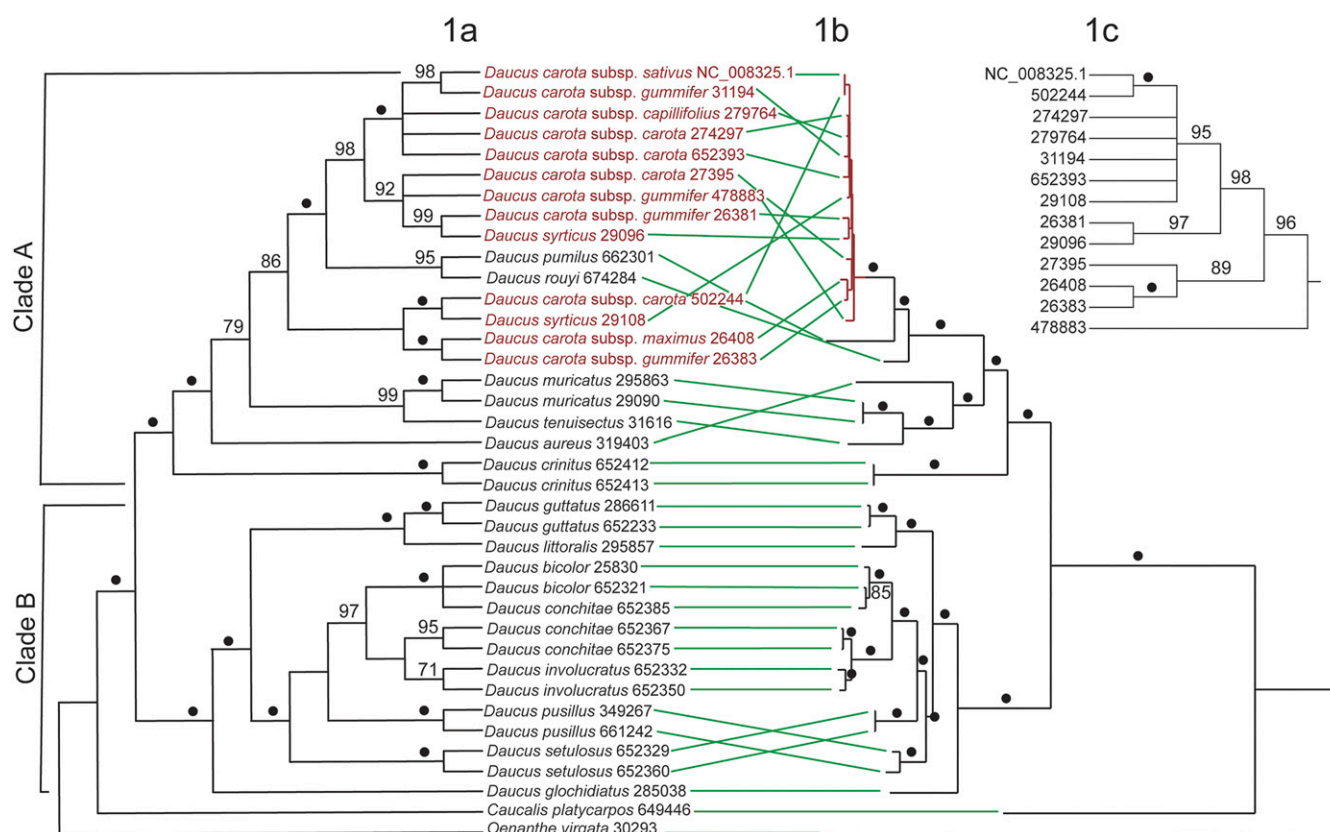 1a 1b 1c
Clade A
Clade B
98
98
92
99
95
86
79
99
97
95
71
Daucus carota subsp. sativus NC_008325.1
Daucus carota subsp. gummifer 31194
Daucus carota subsp. capillifolius 279764
Daucus carota subsp. carota 274297
Daucus carota subsp. carota 652393
Daucus carota subsp. carota 27395
Daucus carota subsp. gummifer 478883
Daucus carota subsp. gummifer 26381
Daucus syrticus 29096
Daucus pumilus 662301
Daucus rouyi 674284
Daucus carota subsp. carota 502244
Daucus syrticus 29108
Daucus carota subsp. maximus 26408
Daucus carota subsp. gummifer 26383
Daucus muricatus 295863
Daucus muricatus 29090
Daucus tenuisectus 31616
Daucus aureus 319403
Daucus crinitus 652412
Daucus crinitus 652413
Daucus guttatus 286611
Daucus guttatus 652233
Daucus littoralis 295857
Daucus bicolor 25830
Daucus bicolor 652321
Daucus conchitae 652385
Daucus conchitae 652367
Daucus conchitae 652375
Daucus involucratus 652332
Daucus involucratus 652350
Daucus pusillus 349267
Daucus pusillus 661242
Daucus setulosus 652329
Daucus setulosus 652360
Daucus glochidiatus 285038
Caucalis platycarpos 649446
Oenanthe virgata 30293
85
NC_008325.1
502244
274297
279764
31194
652393
29108
26381
29096
27395
26408
26383
478883
95
98
97
96
89